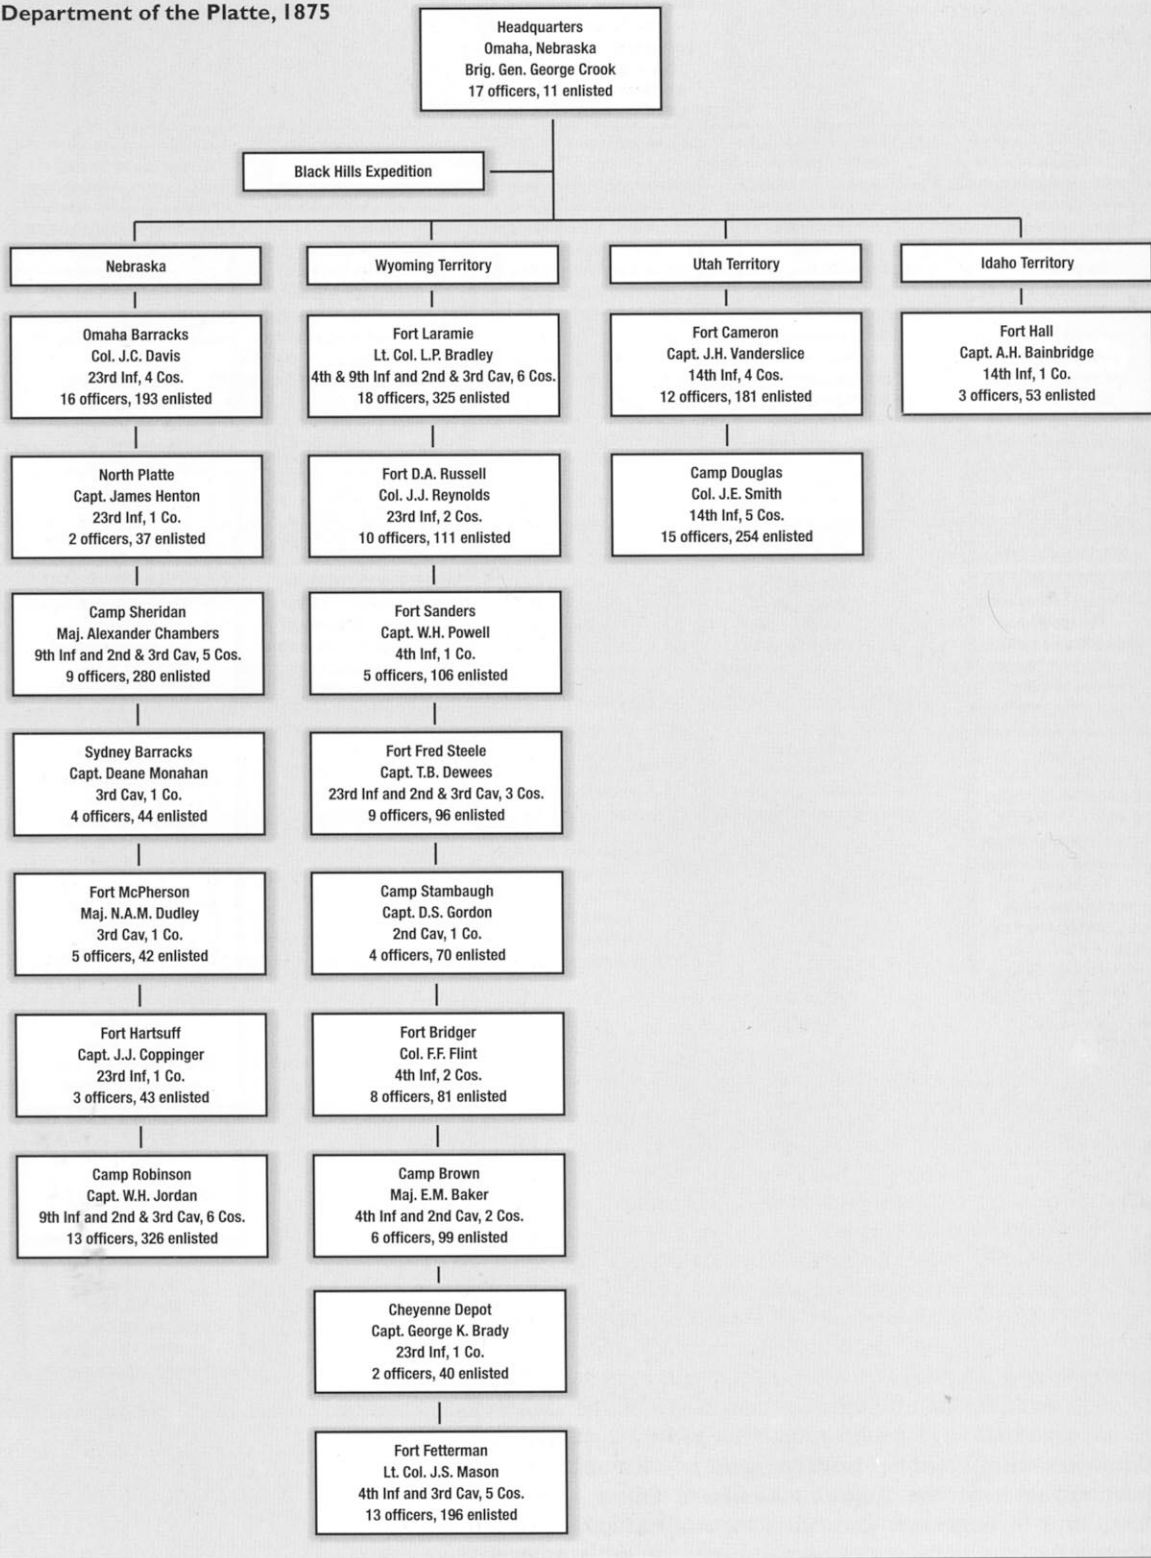 Department of the Platte, 1875
Headquarters
Omaha, Nebraska
Brig. Gen. George Crook
17 officers, 11 enlisted
Black Hills Expedition
Nebraska
Omaha Barracks
Col. J.C. Davis
23rd Inf, 4 Cos.
16 officers, 193 enlisted
North Platte
Capt. James Henton
23rd Inf, 1 Co.
2 officers, 37 enlisted
Camp Sheridan
Maj. Alexander Chambers
9th Inf and 2nd & 3rd Cav, 5 Cos.
9 officers, 280 enlisted
Sydney Barracks
Capt. Deane Monahan
3rd Cav, 1 Co.
4 officers, 44 enlisted
Fort McPherson
Maj. N.A.M. Dudley
3rd Cav, 1 Co.
5 officers, 42 enlisted
Fort Hartsuff
Capt. J.J. Coppinger
23rd Inf, 1 Co.
3 officers, 43 enlisted
Camp Robinson
Capt. W.H. Jordan
9th Inf and 2nd & 3rd Cav, 6 Cos.
13 officers, 326 enlisted
Wyoming Territory
Fort Laramie
Lt. Col. L.P. Bradley
4th & 9th Inf and 2nd & 3rd Cav, 6 Cos.
18 officers, 325 enlisted
Fort D.A. Russell
Col. J.J. Reynolds
23rd Inf, 2 Cos.
10 officers, 111 enlisted
Fort Sanders
Capt. W.H. Powell
4th Inf, 1 Co.
5 officers, 106 enlisted
Fort Fred Steele
Capt. T.B. Dewees
23rd Inf and 2nd & 3rd Cav, 3 Cos.
9 officers, 96 enlisted
Camp Stambaugh
Capt. D.S. Gordon
2nd Cav, 1 Co.
4 officers, 70 enlisted
Fort Bridger
Col. F.F. Flint
4th Inf, 2 Cos.
8 officers, 81 enlisted
Camp Brown
Maj. E.M. Baker
4th Inf and 2nd Cav, 2 Cos.
6 officers, 99 enlisted
Cheyenne Depot
Capt. George K. Brady
23rd Inf, 1 Co.
2 officers, 40 enlisted
Fort Fetterman
Lt. Col. J.S. Mason
4th Inf and 3rd Cav, 5 Cos.
13 officers, 196 enlisted
Utah Territory
Fort Cameron
Capt. J.H. Vanderslice
14th Inf, 4 Cos.
12 officers, 181 enlisted
Camp Douglas
Col. J.E. Smith
14th Inf, 5 Cos.
15 officers, 254 enlisted
Idaho Territory
Fort Hall
Capt. A.H. Bainbridge
14th Inf, 1 Co.
3 officers, 53 enlisted